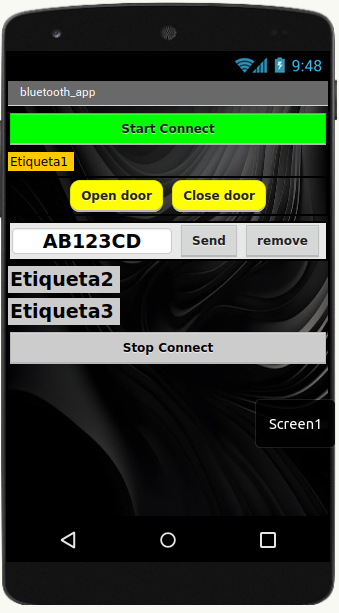 9:48
bluetooth_app
Start Connect
Etiqueta1
Open door Close door
AB123CD Send remove
Etiqueta2
Etiqueta3
Stop Connect
Screen1